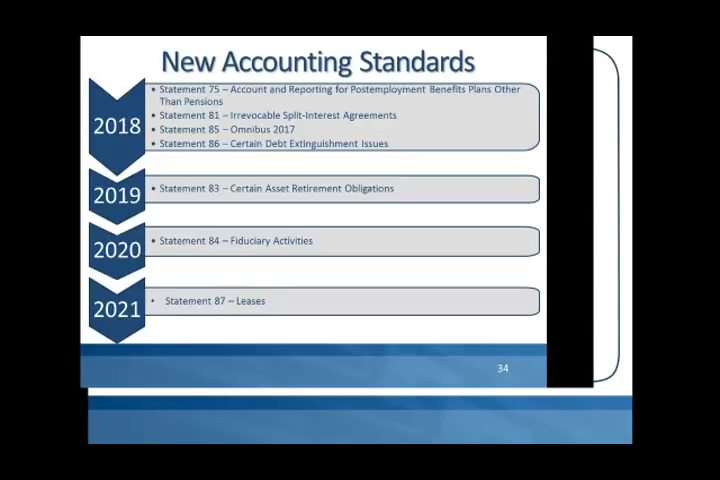 New Accounting Standards
2018
• Statement 75 – Account and Reporting for Postemployment Benefits Plans Other
Than Pensions
• Statement 81 – Irrevocable Split-Interest Agreements
• Statement 85 – Omnibus 2017
• Statement 86 – Certain Debt Extinguishment Issues
2019
• Statement 83 – Certain Asset Retirement Obligations
2020
• Statement 84 – Fiduciary Activities
2021
• Statement 87 – Leases
34